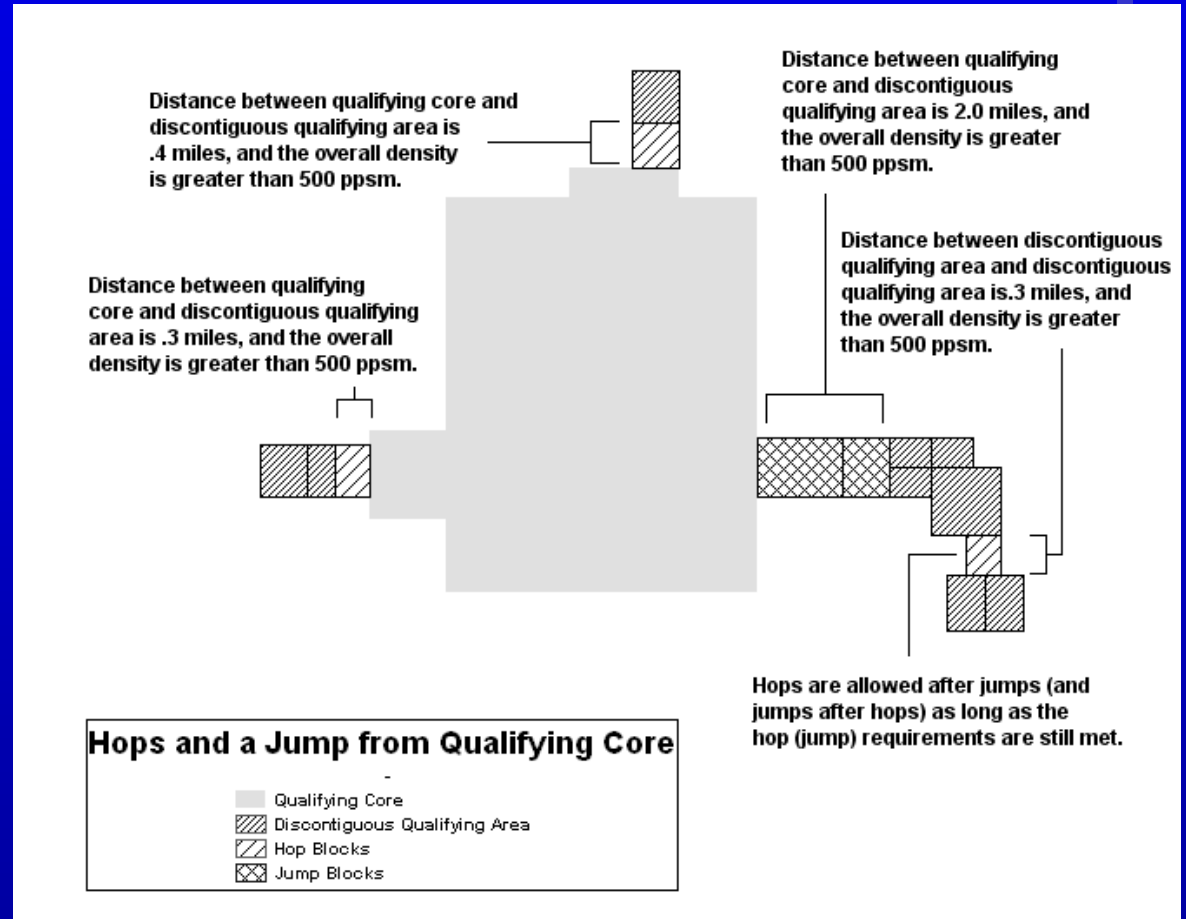 Distance between qualifying core and
discontiguous qualifying area is
.4 miles, and the overall density
is greater than 500 ppsm.
Distance between qualifying
core and discontiguous
qualifying area is 2.0 miles, and
the overall density is greater
than 500 ppsm.
Distance between discontiguous
qualifying area and discontiguous
qualifying area is.3 miles, and
the overall density is greater
than 500 ppsm.
Distance between qualifying
core and discontiguous qualifying
area is .3 miles, and the overall
density is greater than 500 ppsm.
Hops are allowed after jumps (and
jumps after hops) as long as the
hop (jump) requirements are still met.
Hops and a Jump from Qualifying Core
-
Qualifying Core
Discontiguous Qualifying Area
Hop Blocks
Jump Blocks